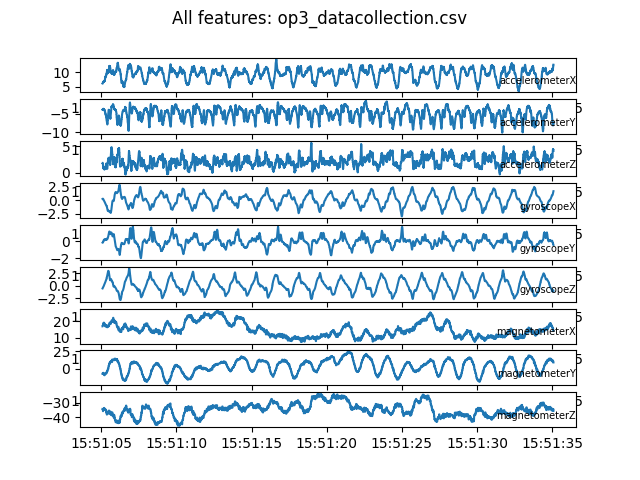 All features: op3_datacollection.csv
10
5
accelerometerX
−5
−10
accelerometerY
5
0
accelerometerZ
2.5
0.0
−2.5
gyroscopeX
0
−2
gyroscopeY
2.5
0.0
−2.5
gyroscopeZ
20
10
magnetometerX
25
0
magnetometerY
−30
−40
magnetometerZ
15:51:05 15:51:10 15:51:15 15:51:20 15:51:25 15:51:30 15:51:35